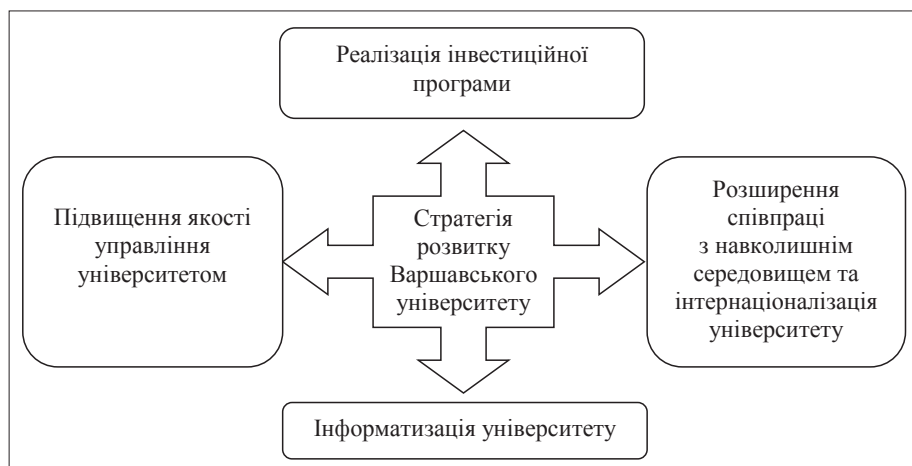 Реалізація інвестиційної
програми
Підвищення якості
управління
університетом
Стратегія
розвитку
Варшавського
університету
Розширення
співпраці
з навколишнім
середовищем та
інтернаціоналізація
університету
Інформатизація університету